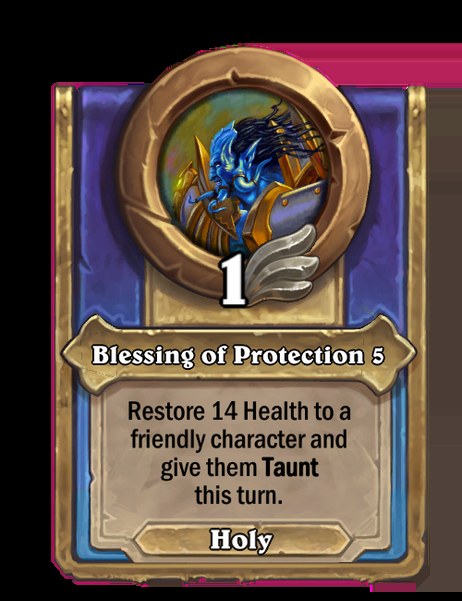 1
Blessing of Protection 5
Restore 14 Health to a
friendly character and
give them Taunt
this turn.
Holy